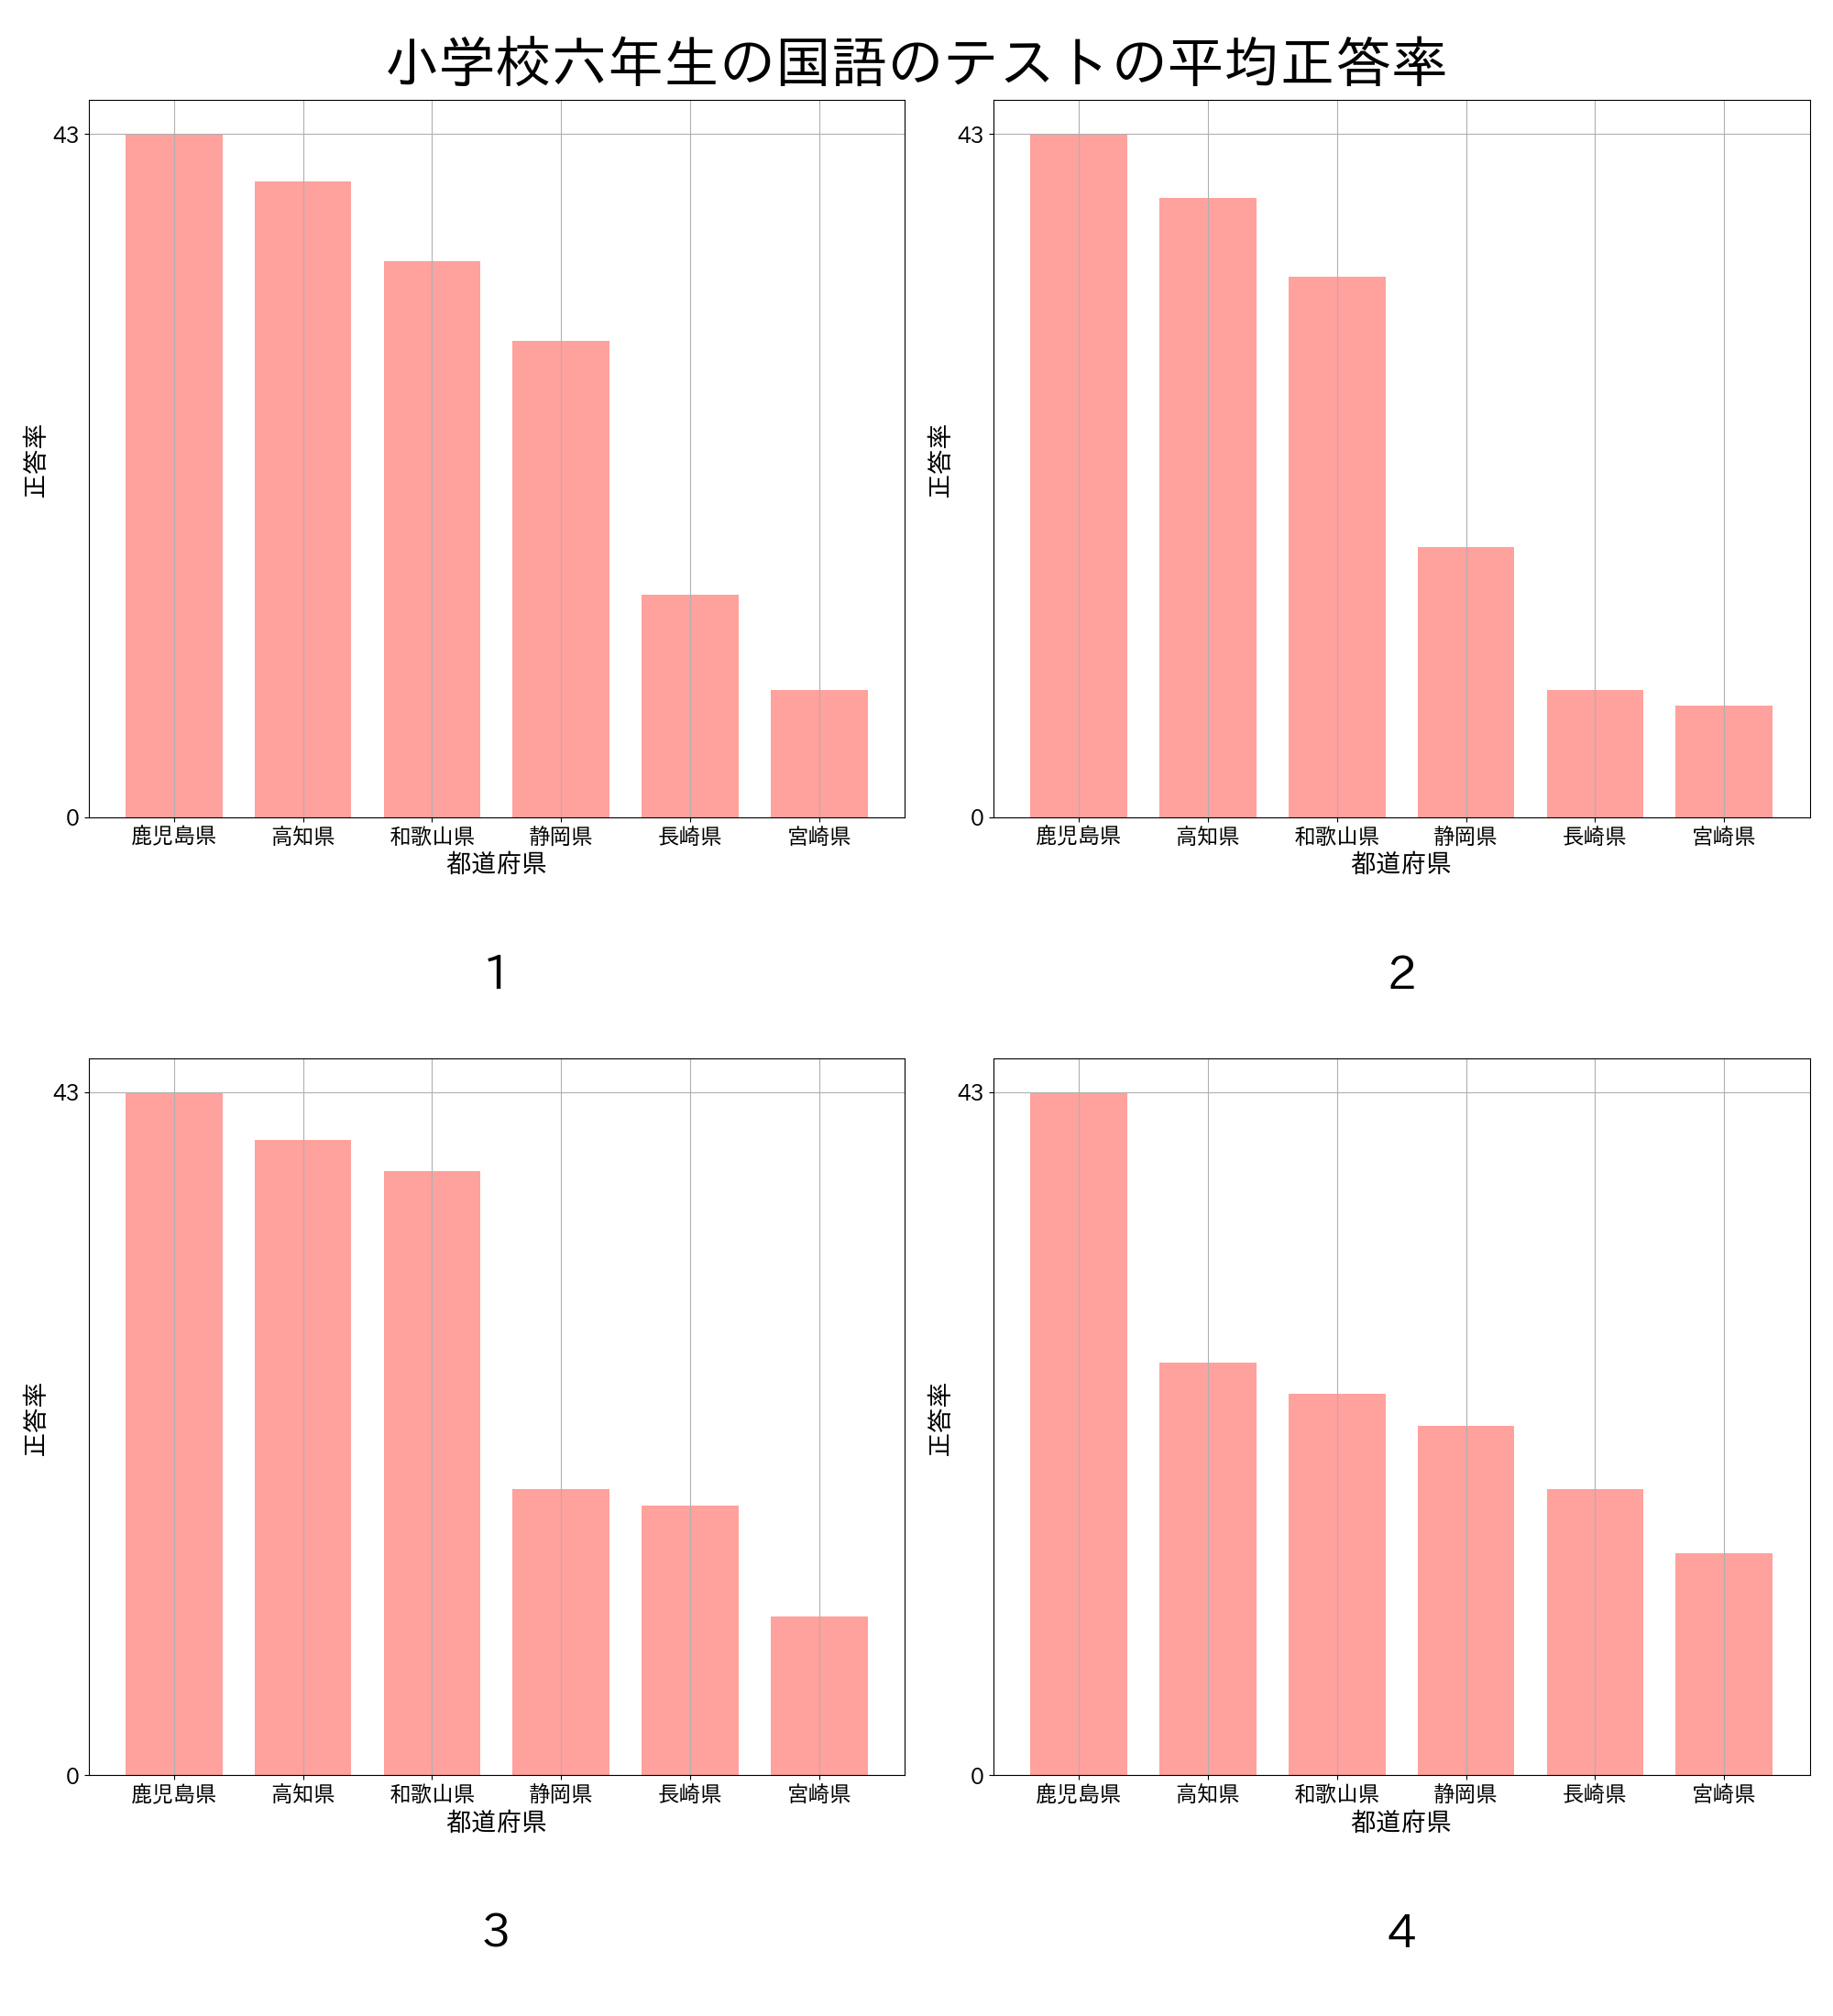 小学校六年生の国語のテストの平均正答率
43
0
正答率
鹿児島県 高知県 和歌山県 静岡県 長崎県 宮崎県
都道府県
1
43
0
正答率
鹿児島県 高知県 和歌山県 静岡県 長崎県 宮崎県
都道府県
2
43
0
正答率
鹿児島県 高知県 和歌山県 静岡県 長崎県 宮崎県
都道府県
3
43
0
正答率
鹿児島県 高知県 和歌山県 静岡県 長崎県 宮崎県
都道府県
4